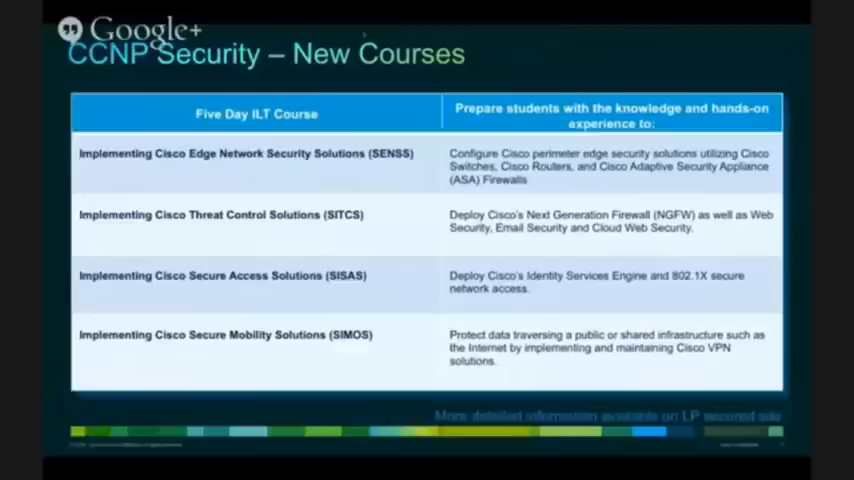 Google+
CCNP Security – New Courses
Five Day ILT Course
Prepare students with the knowledge and hands-on
experience to:
Implementing Cisco Edge Network Security Solutions (SENSS)
Configure Cisco perimeter edge security solutions utilizing Cisco
Switches, Cisco Routers, and Cisco Adaptive Security Appliance
(ASA) Firewalls
Implementing Cisco Threat Control Solutions (SITCS)
Deploy Cisco's Next Generation Firewall (NGFW) as well as Web
Security, Email Security and Cloud Web Security.
Implementing Cisco Secure Access Solutions (SISAS)
Deploy Cisco's Identity Services Engine and 802.1X secure
network access.
Implementing Cisco Secure Mobility Solutions (SIMOS)
Protect data traversing a public or shared infrastructure such as
the Internet by implementing and maintaining Cisco VPN
solutions.
More detailed information available on LP secured site